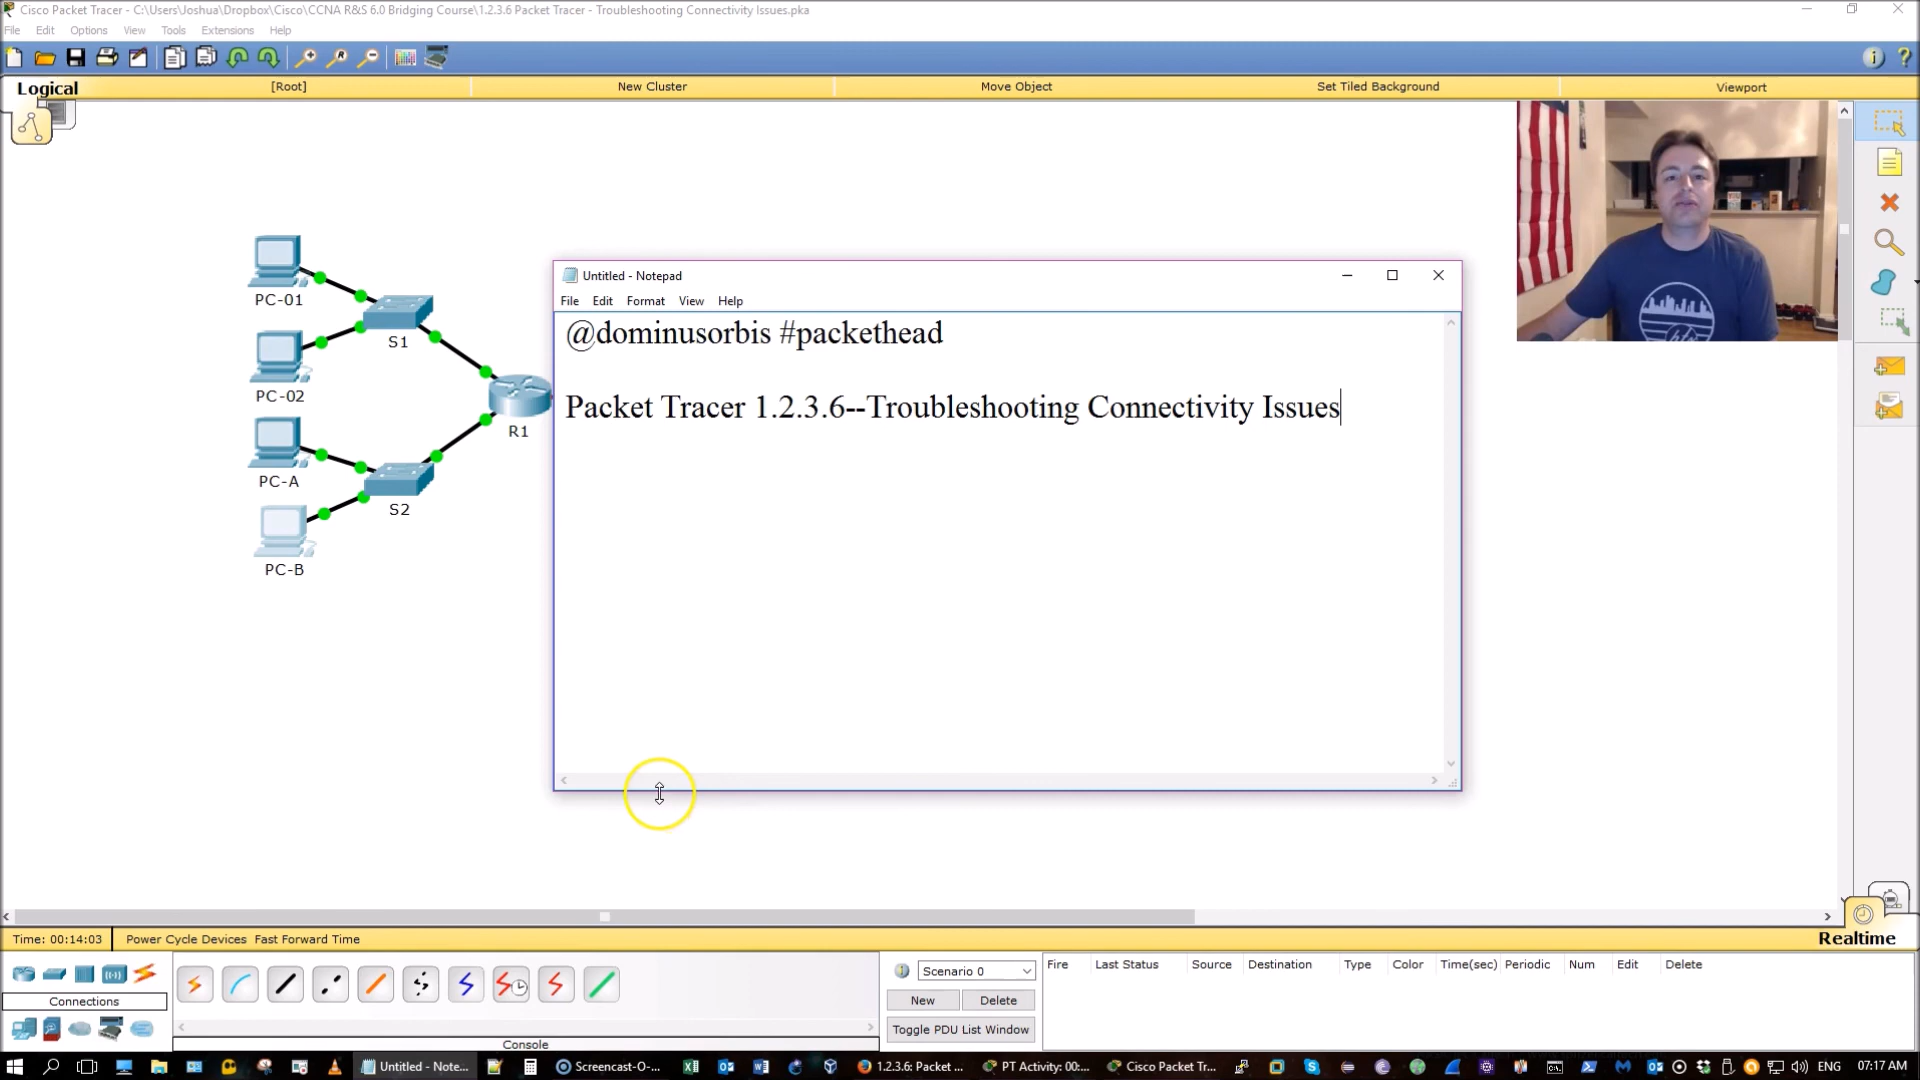 Cisco Packet Tracer - C:\Users\Joshua\Dropbox\Cisco\CCNA R&S 6.0 Bridging Course\1.2.3.6 Packet Tracer - Troubleshooting Connectivity Issues.pka
File Edit Options View Tools Extensions Help
Logical [Root] New Cluster Move Object Set Tiled Background Viewport
PC-01
S1
PC-02
R1
PC-A
S2
PC-B
Untitled - Notepad
File Edit Format View Help
@dominusorbis #packethead
Packet Tracer 1.2.3.6--Troubleshooting Connectivity Issues
Time: 00:14:03 Power Cycle Devices Fast Forward Time Realtime
Connections
Console
Scenario 0
New Delete
Toggle PDU List Window
Fire Last Status Source Destination Type Color Time(sec) Periodic Num Edit Delete
Untitled - Note... Screencast-O-... 1.2.3.6: Packet ... PT Activity: 00:... Cisco Packet Tr... ENG 07:17 AM